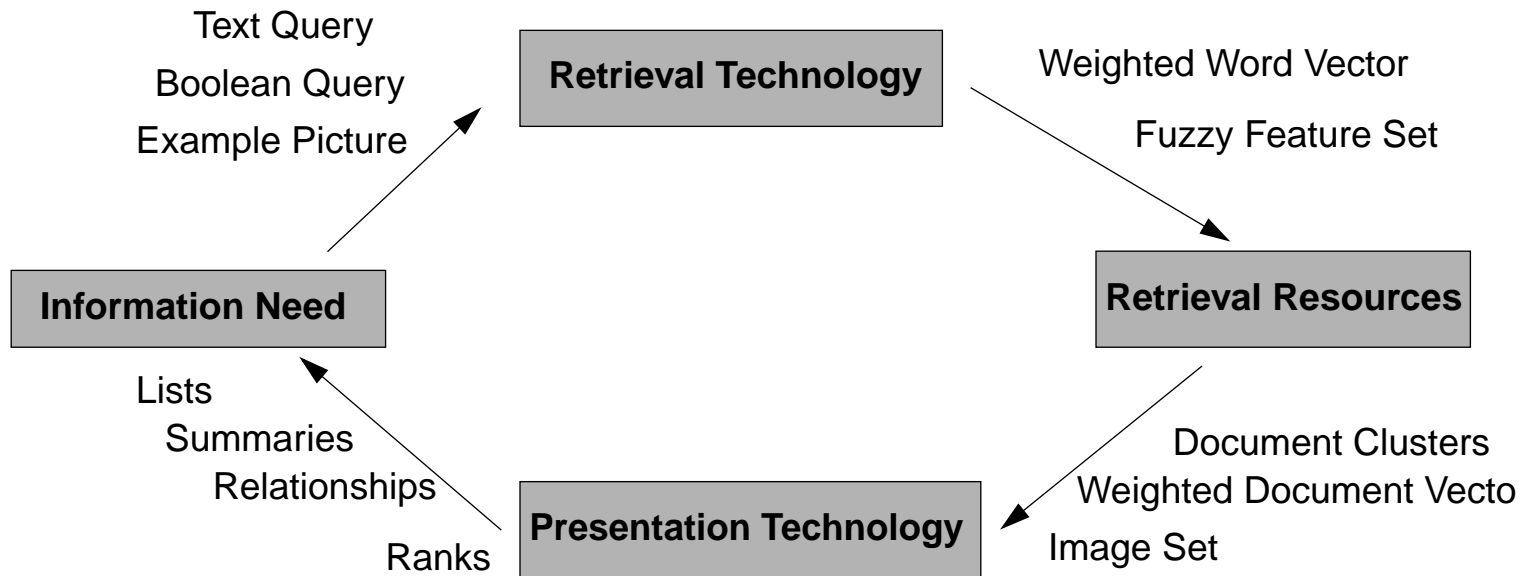 Text Query
Boolean Query
Example Picture
Retrieval Technology
Weighted Word Vector
Fuzzy Feature Set
Information Need
Retrieval Resources
Lists
Summaries
Relationships
Ranks
Presentation Technology
Document Clusters
Weighted Document Vecto
Image Set